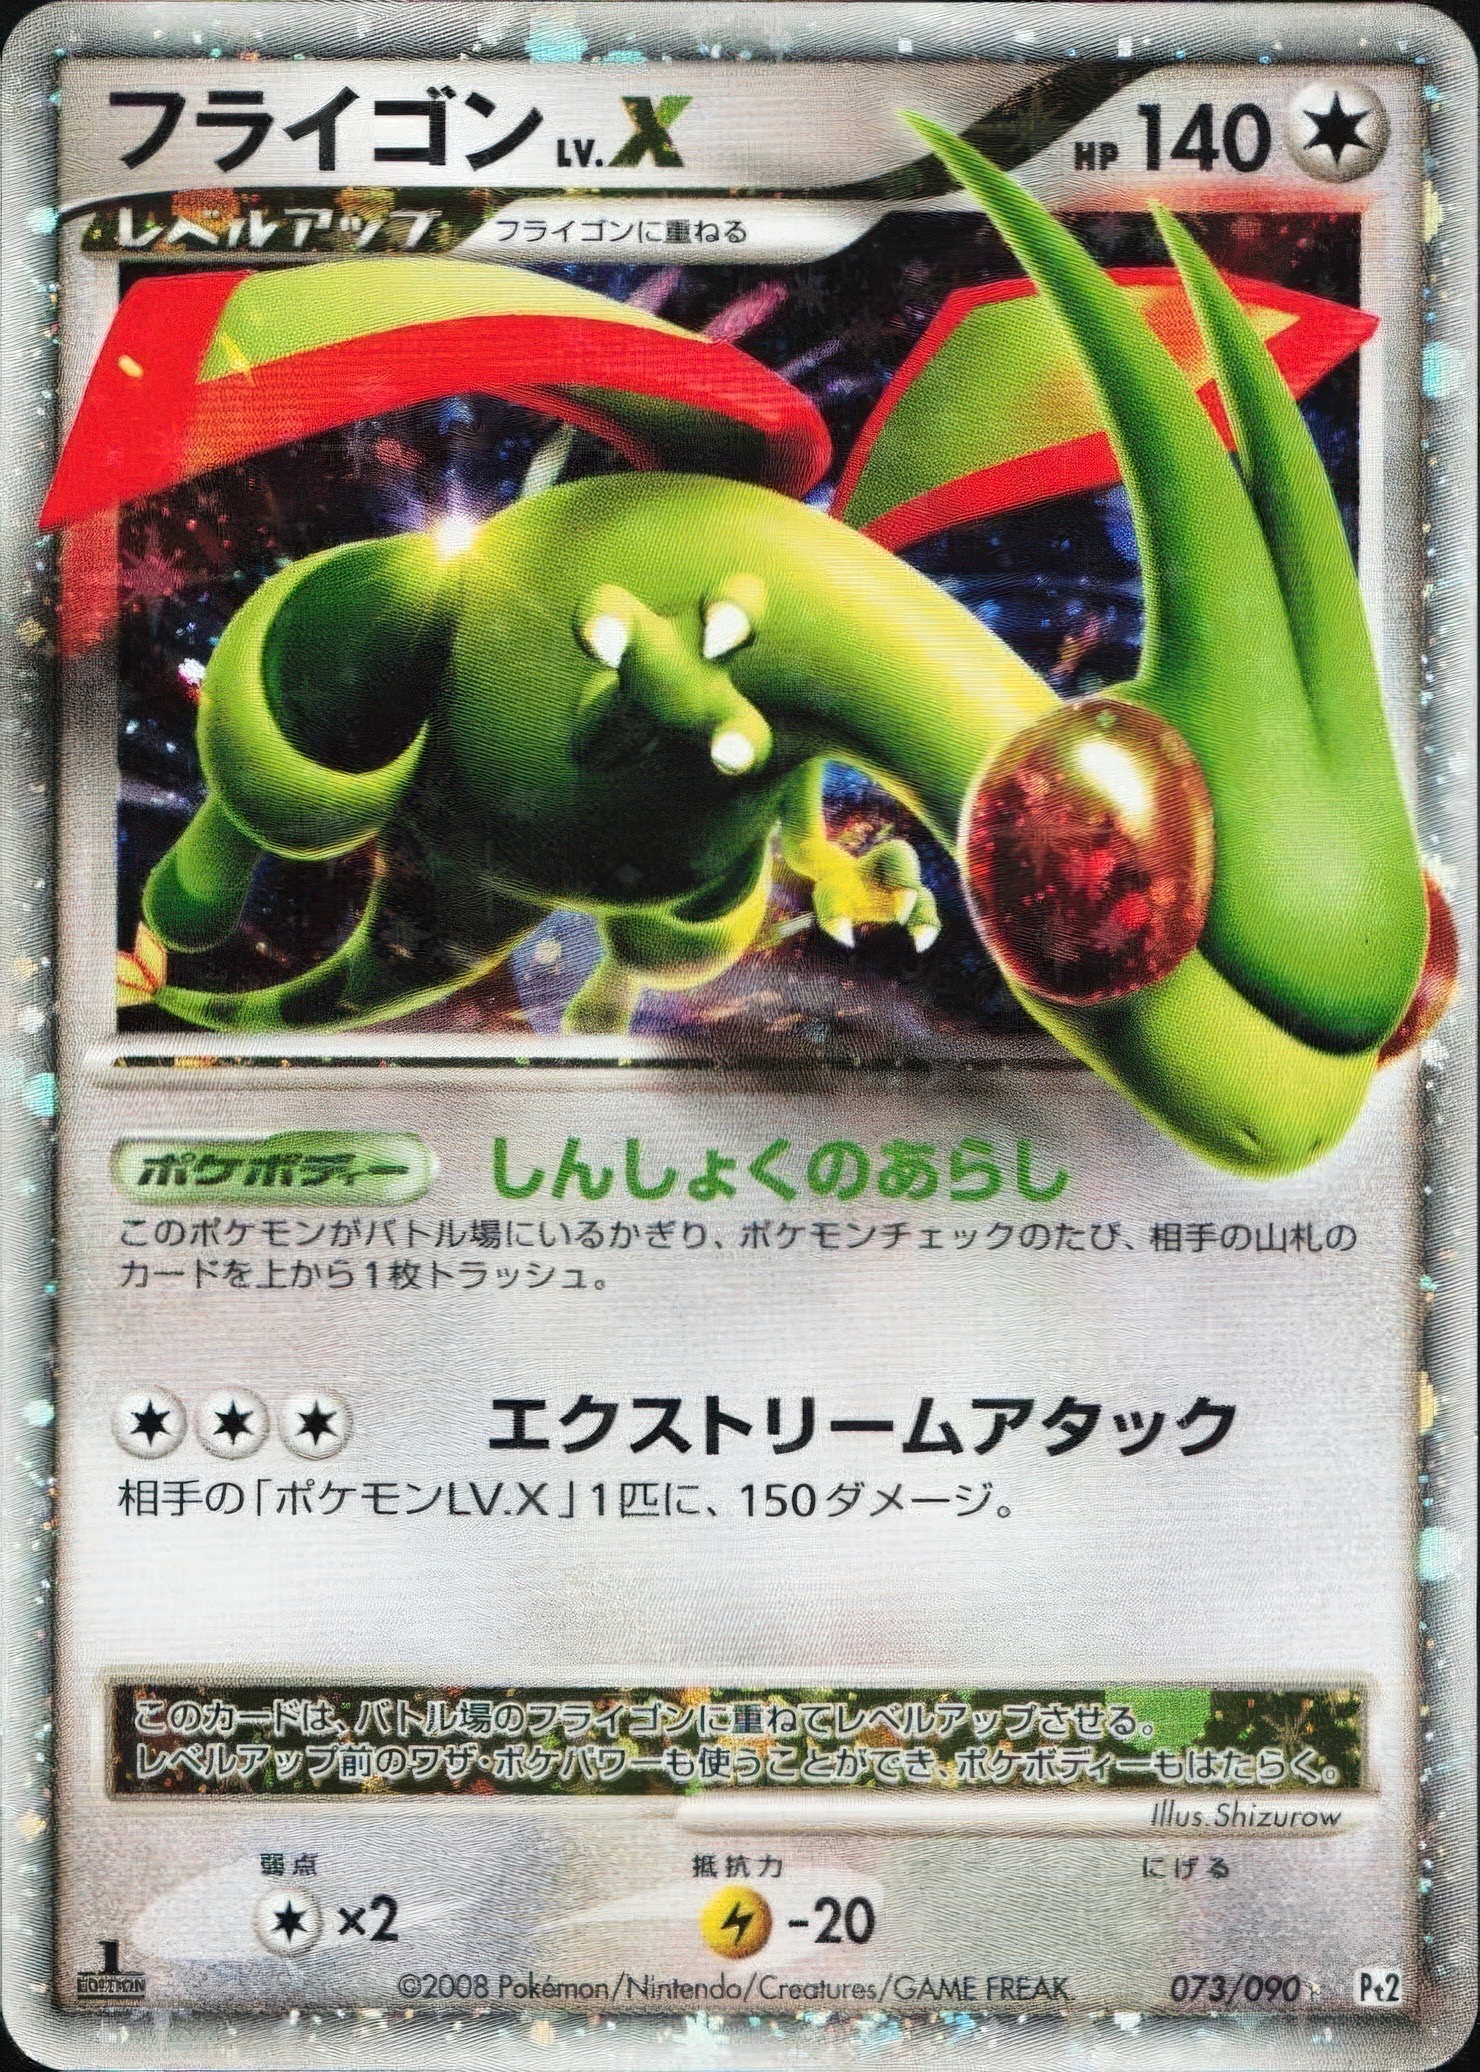 フライゴン LV.X HP 140
レベルアップ フライゴンに重ねる
ポケボディー しんしょくのあらし
このポケモンがバトル場にいるかぎり、ポケモンチェックのたび、相手の山札の
カードを上から1枚トラッシュ。
エクストリームアタック
相手の「ポケモンLV.X」1匹に、150ダメージ。
このカードは、バトル場のフライゴンに重ねてレベルアップさせる。
レベルアップ前のワザ・ポケパワーも使うことができ、ポケボディーもはたらく。
Illus. Shizurow
弱点 抵抗力 にげる
×2 -20
1 EDITION ©2008 Pokémon/Nintendo/Creatures/GAME FREAK. 073/090 Pt2